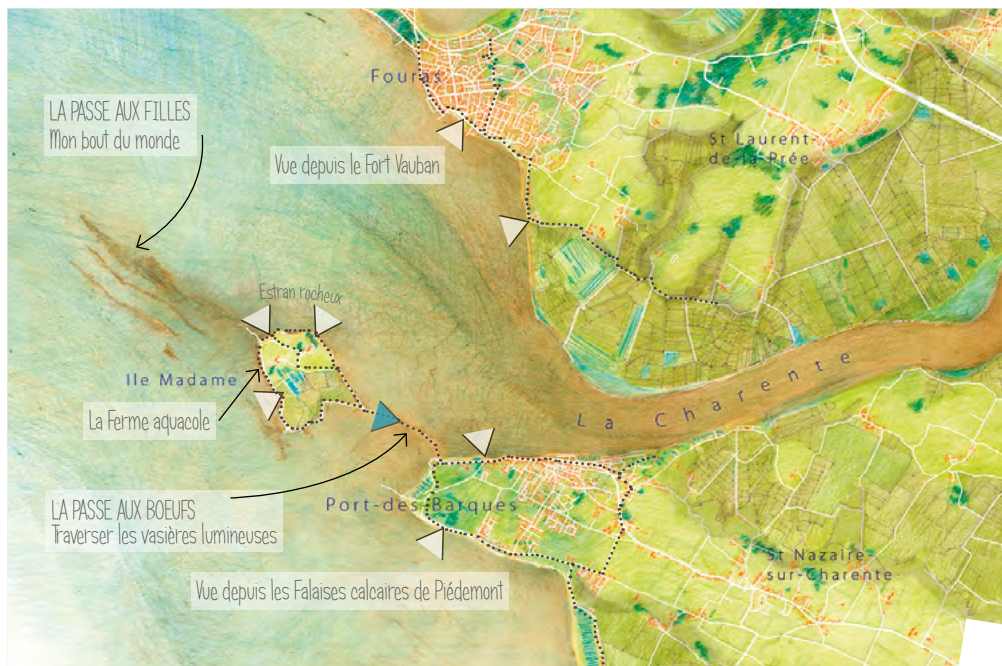 Fouras
LA PASSE AUX FILLES
Mon bout du monde
St Laurent-
de-la-Prée
Vue depuis le Fort Vauban
Estran rocheux
Ile Madame
La Charente
La Ferme aquacole
LA PASSE AUX BOEUFS
Traverser les vasières lumineuses
Port-des-Barques
St Nazaire-
sur-Charente
Vue depuis les Falaises calcaires de Piédemont